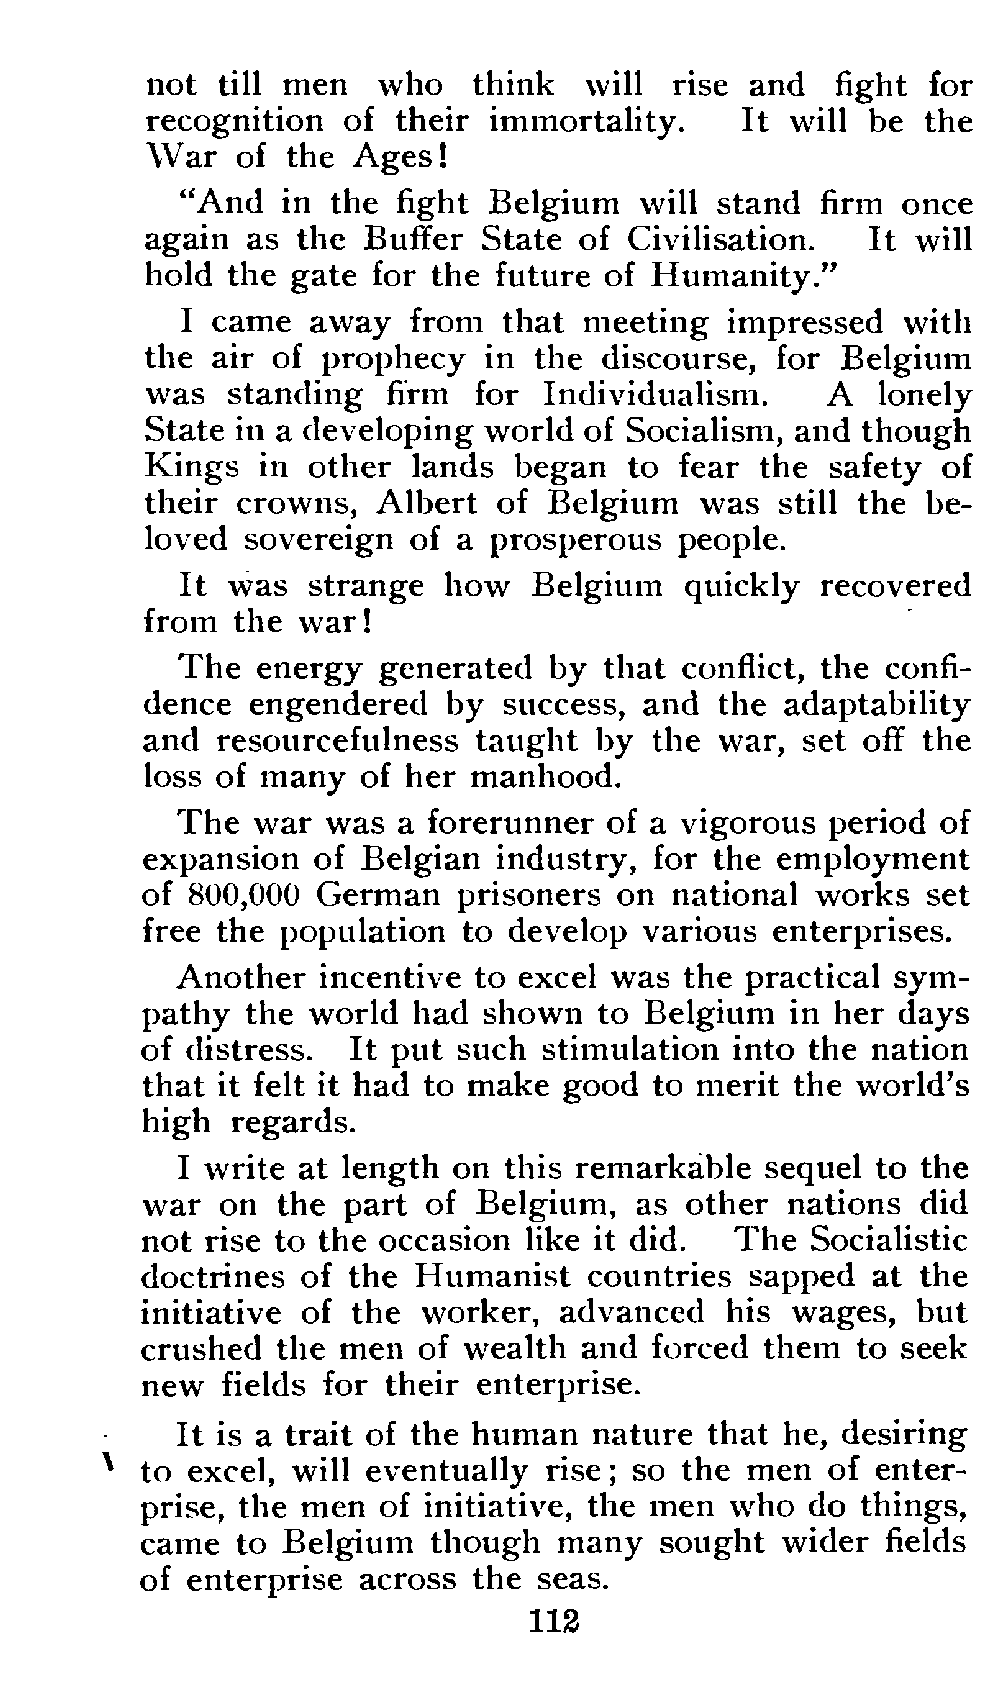 not till men who think will rise and fight for
recognition of their immortality. It will be the
War of the Ages!
"And in the fight Belgium will stand firm once
again as the Buffer State of Civilisation. It will
hold the gate for the future of Humanity."
I came away from that meeting impressed with
the air of prophecy in the discourse, for Belgium
was standing firm for Individualism. A lonely
State in a developing world of Socialism, and though
Kings in other lands began to fear the safety of
their crowns, Albert of Belgium was still the be-
loved sovereign of a prosperous people.
It was strange how Belgium quickly recovered
from the war!
The energy generated by that conflict, the confi-
dence engendered by success, and the adaptability
and resourcefulness taught by the war, set off the
loss of many of her manhood.
The war was a forerunner of a vigorous period of
expansion of Belgian industry, for the employment
of 800,000 German prisoners on national works set
free the population to develop various enterprises.
Another incentive to excel was the practical sym-
pathy the world had shown to Belgium in her days
of distress. It put such stimulation into the nation
that it felt it had to make good to merit the world's
high regards.
I write at length on this remarkable sequel to the
war on the part of Belgium, as other nations did
not rise to the occasion like it did. The Socialistic
doctrines of the Humanist countries sapped at the
initiative of the worker, advanced his wages, but
crushed the men of wealth and forced them to seek
new fields for their enterprise.
It is a trait of the human nature that he, desiring
to excel, will eventually rise; so the men of enter-
prise, the men of initiative, the men who do things,
came to Belgium though many sought wider fields
of enterprise across the seas.
112